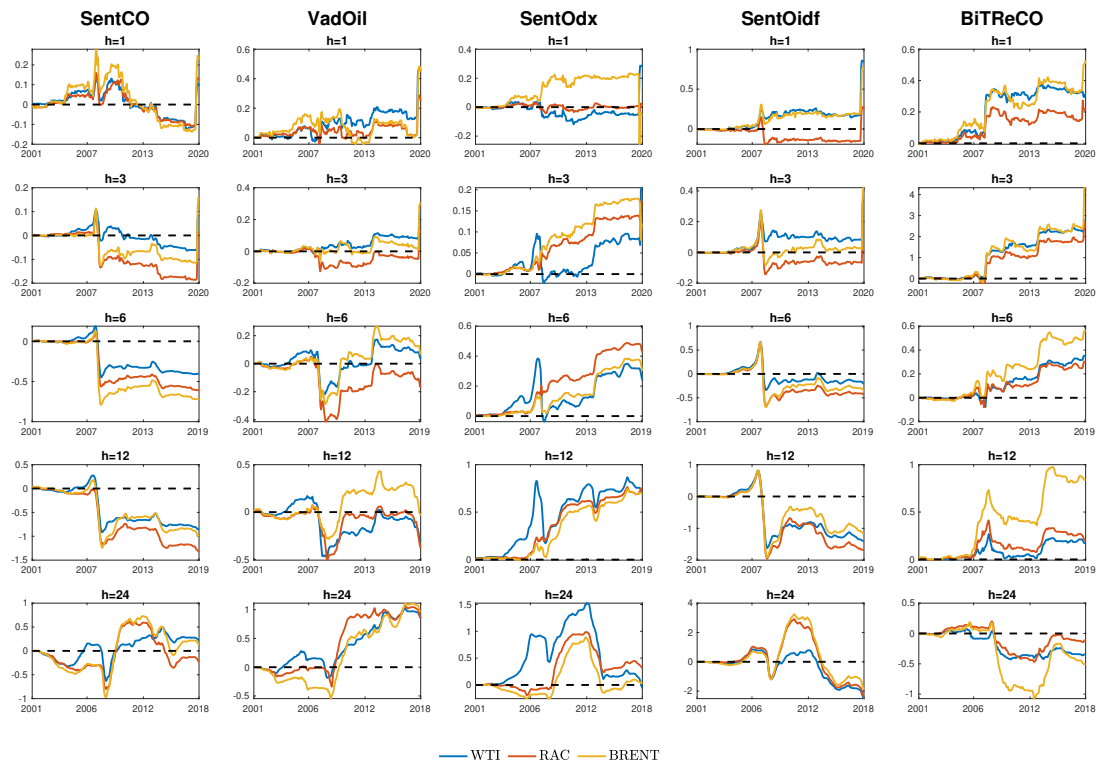 SentCO VadOil SentOdx SentOidf BiTReCO
h=1
0.2
0.1
0
-0.1
-0.2
2001 2007 2013 2020
h=1
0.6
0.4
0.2
0
2001 2007 2013 2020
h=1
0.4
0.2
0
-0.2
2001 2007 2013 2020
h=1
1
0.5
0
2001 2007 2013 2020
h=1
0.6
0.4
0.2
0
2001 2007 2013 2020
h=3
0.2
0.1
0
-0.1
-0.2
2001 2007 2013 2020
h=3
0.4
0.2
0
-0.2
2001 2007 2013 2020
h=3
0.2
0.15
0.1
0.05
0
2001 2007 2013 2020
h=3
0.4
0.2
0
-0.2
2001 2007 2013 2020
h=3
4
3
2
1
0
2001 2007 2013 2020
h=6
0
-0.5
-1
2001 2007 2013 2019
h=6
0.2
0
-0.2
-0.4
2001 2007 2013 2019
h=6
0.6
0.4
0.2
0
2001 2007 2013 2019
h=6
1
0.5
0
-0.5
-1
2001 2007 2013 2019
h=6
0.6
0.4
0.2
0
-0.2
2001 2007 2013 2019
h=12
0.5
0
-0.5
-1
-1.5
2001 2007 2013 2019
h=12
0.5
0
-0.5
2001 2007 2013 2019
h=12
1
0.5
0
2001 2007 2013 2019
h=12
1
0
-1
-2
2001 2007 2013 2019
h=12
1
0.5
0
2001 2007 2013 2019
h=24
1
0.5
0
-0.5
-1
2001 2006 2012 2018
h=24
1
0.5
0
-0.5
2001 2006 2012 2018
h=24
1.5
1
0.5
0
2001 2006 2012 2018
h=24
4
2
0
-2
2001 2006 2012 2018
h=24
0.5
0
-0.5
-1
2001 2006 2012 2018
WTI RAC BRENT